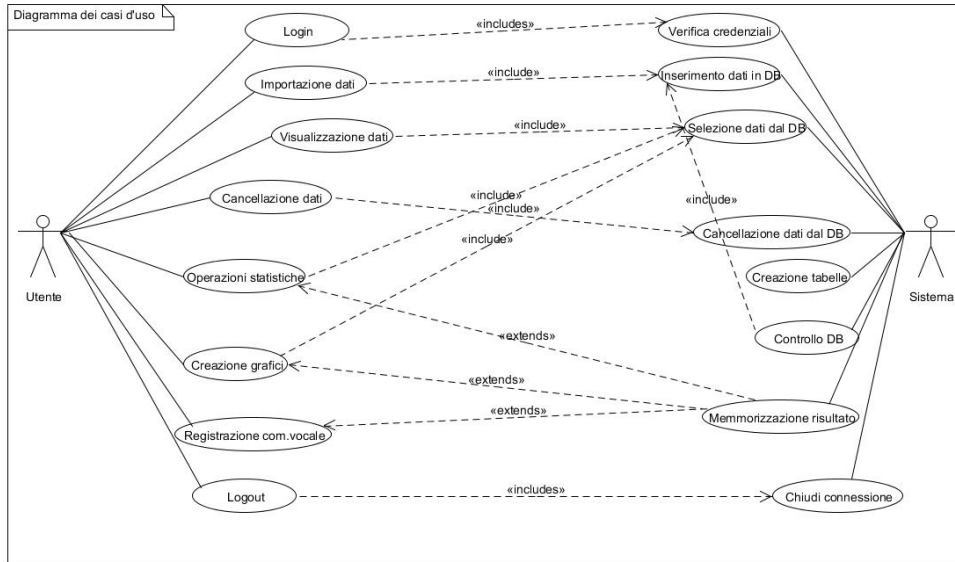 Diagramma dei casi d'uso
Login
«includes»
Verifica credenziali
Importazione dati
«include»
Inserimento dati in DB
Visualizzazione dati
«include»
Selezione dati dal DB
Cancellazione dati
«include»
«include»
«include»
Cancellazione dati dal DB
«include»
Utente
Operazioni statistiche
Creazione tabelle
Sistema
«extends»
Controllo DB
Creazione grafici
«extends»
«extends»
Memmorizzazione risultato
Registrazione com.vocale
Logout
«includes»
Chiudi connessione